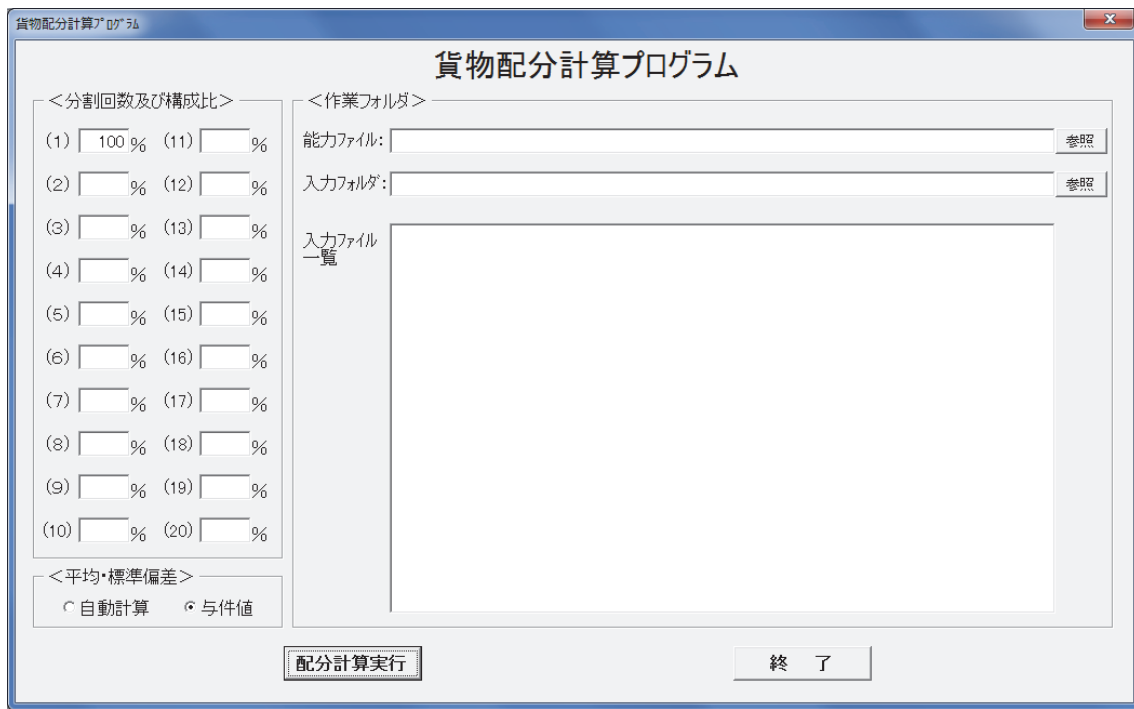 貨物配分計算ﾌﾟﾛｸﾞﾗﾑ
貨物配分計算プログラム
＜分割回数及び構成比＞
(1) 100 % (11) %
(2) % (12) %
(3) % (13) %
(4) % (14) %
(5) % (15) %
(6) % (16) %
(7) % (17) %
(8) % (18) %
(9) % (19) %
(10) % (20) %
＜平均・標準偏差＞
自動計算 与件値
＜作業フォルダ＞
能力ﾌｧｲﾙ: 参照
入力ﾌｫﾙﾀﾞ: 参照
入力ﾌｧｲﾙ
一覧
配分計算実行
終 了